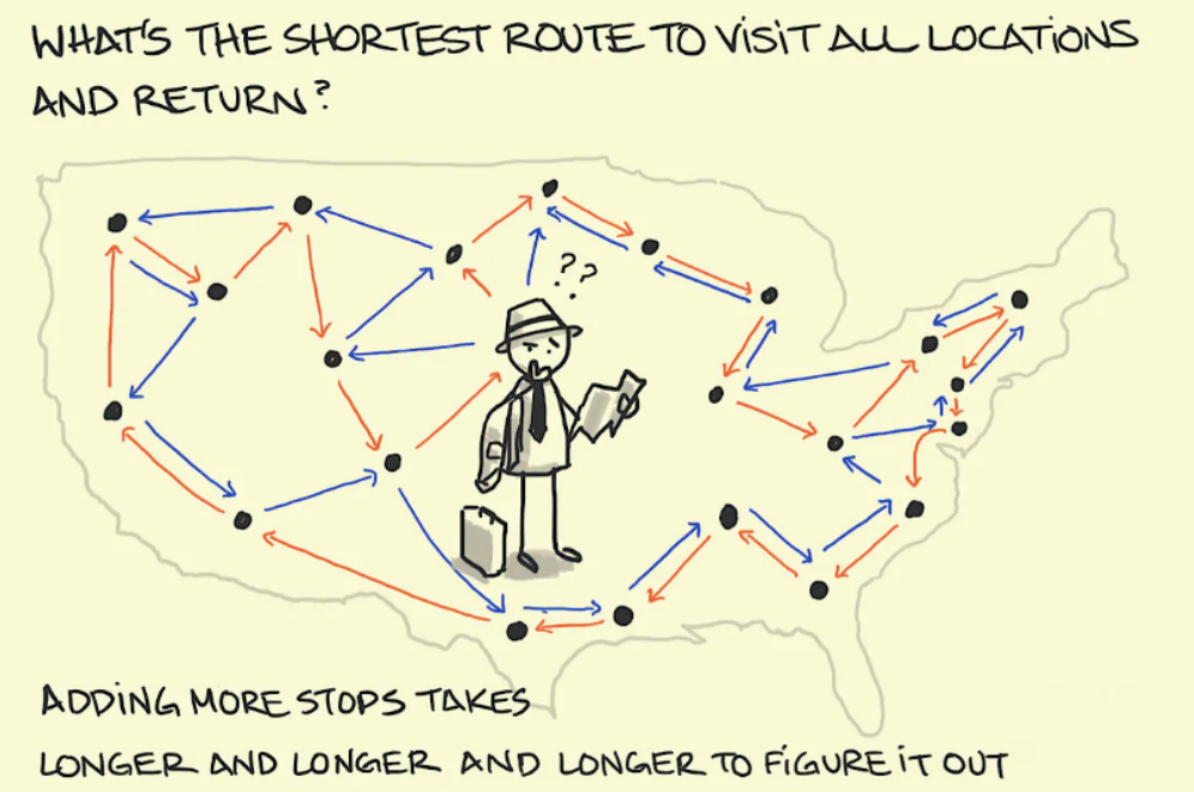 WHAT'S THE SHORTEST ROUTE TO VISIT ALL LOCATIONS
AND RETURN?
??
ADDING MORE STOPS TAKES
LONGER AND LONGER AND LONGER TO FIGURE IT OUT